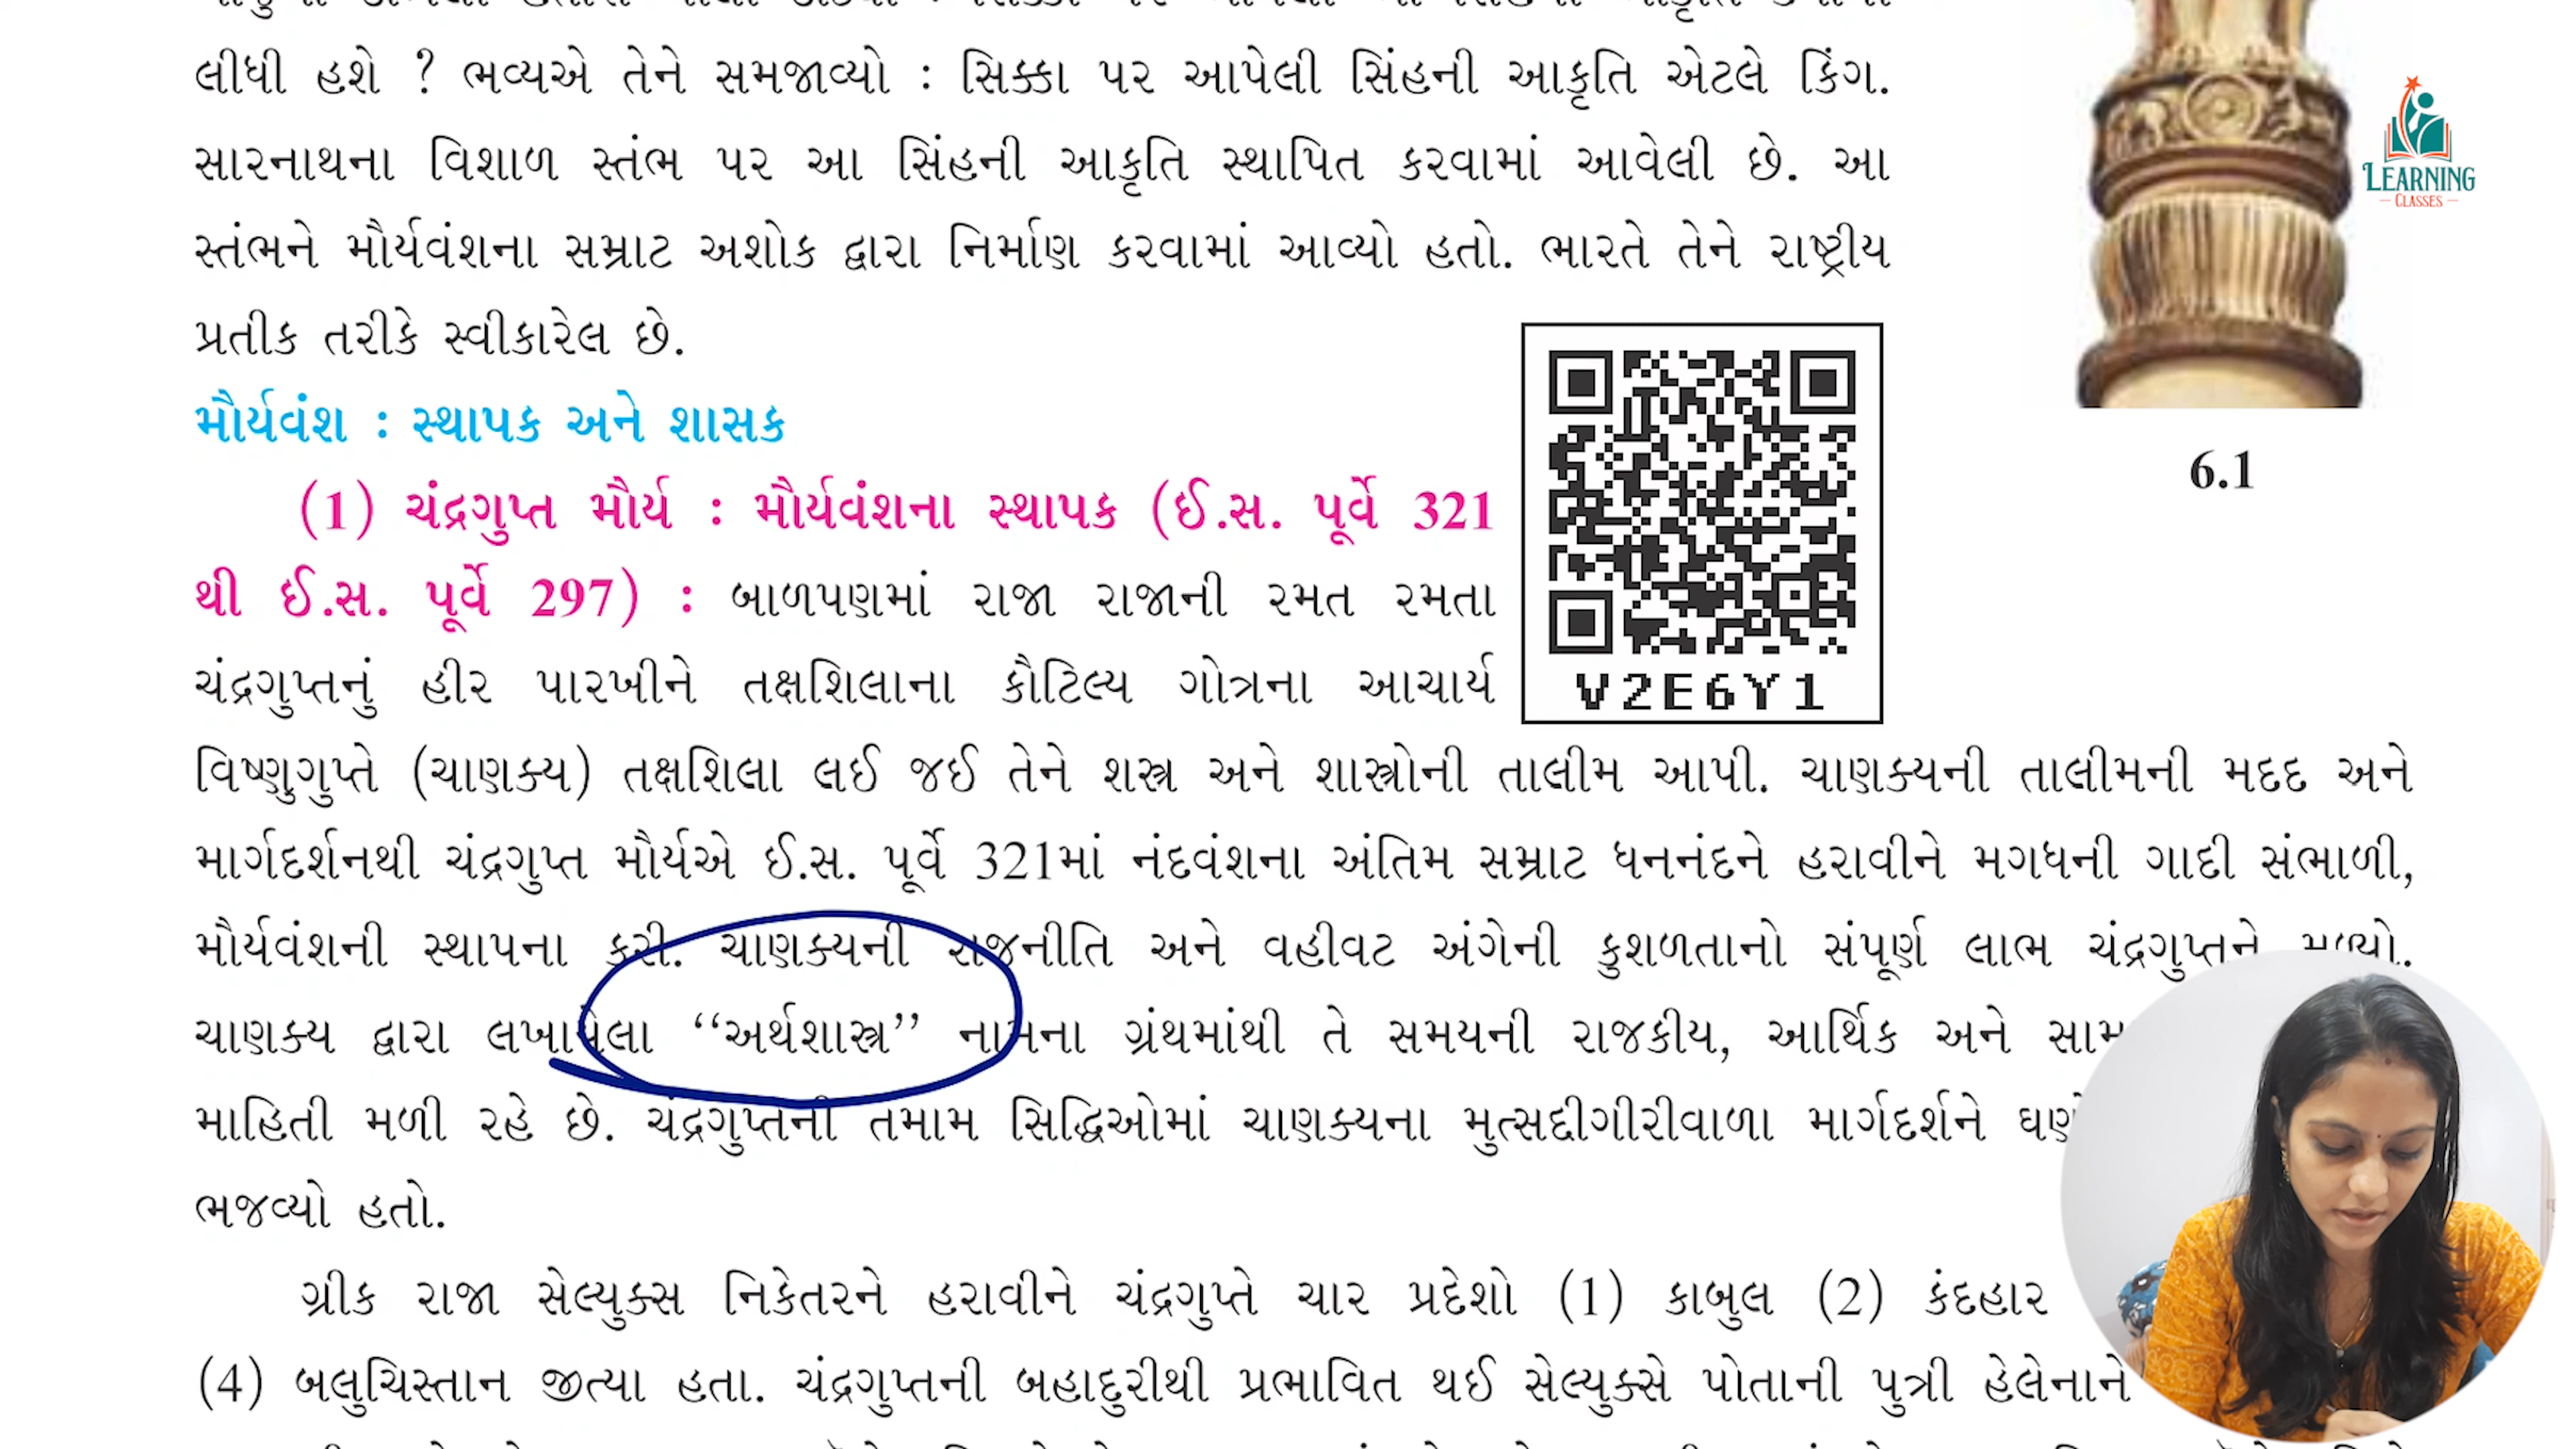 લીધી હશે ? ભવ્યએ તેને સમજાવ્યો : સિક્કા પર આપેલી સિંહની આકૃતિ એટલે કિંગ.
સારનાથના વિશાળ સ્તંભ પર આ સિંહની આકૃતિ સ્થાપિત કરવામાં આવેલી છે. આ
સ્તંભને મૌર્યવંશના સમ્રાટ અશોક દ્વારા નિર્માણ કરવામાં આવ્યો હતો. ભારતે તેને રાષ્ટ્રીય
પ્રતીક તરીકે સ્વીકારેલ છે.
મૌર્યવંશ : સ્થાપક અને શાસક
(1) ચંદ્રગુપ્ત મૌર્ય : મૌર્યવંશના સ્થાપક (ઈ.સ. પૂર્વે 321
થી ઈ.સ. પૂર્વે 297) : બાળપણમાં રાજા રાજાની રમત રમતા
ચંદ્રગુપ્તનું હીર પારખીને તક્ષશિલાના કૌટિલ્ય ગોત્રના આચાર્ય
વિષ્ણુગુપ્તે (ચાણક્ય) તક્ષશિલા લઈ જઈ તેને શસ્ત્ર અને શાસ્ત્રોની તાલીમ આપી. ચાણક્યની તાલીમની મદદ અને
માર્ગદર્શનથી ચંદ્રગુપ્ત મૌર્યએ ઈ.સ. પૂર્વે 321માં નંદવંશના અંતિમ સમ્રાટ ધનનંદને હરાવીને મગધની ગાદી સંભાળી,
મૌર્યવંશની સ્થાપના કરી. ચાણક્યની રાજનીતિ અને વહીવટ અંગેની કુશળતાનો સંપૂર્ણ લાભ ચંદ્રગુપ્તને મળ્યો.
ચાણક્ય દ્વારા લખાયેલા ‘‘અર્થશાસ્ત્ર’’ નામના ગ્રંથમાંથી તે સમયની રાજકીય, આર્થિક અને
માહિતી મળી રહે છે. ચંદ્રગુપ્તની તમામ સિદ્ધિઓમાં ચાણક્યના મુત્સદ્દીગીરીવાળા માર્ગદર્શને
ભજવ્યો હતો.
ગ્રીક રાજા સેલ્યુક્સ નિકેતરને હરાવીને ચંદ્રગુપ્તે ચાર પ્રદેશો (1) કાબુલ (2) કંદહાર
(4) બલુચિસ્તાન જીત્યા હતા. ચંદ્રગુપ્તની બહાદુરીથી પ્રભાવિત થઈ સેલ્યુક્સે પોતાની પુત્રી હેલેનાને
V2E6Y1
6.1
LEARNING
CLASSES